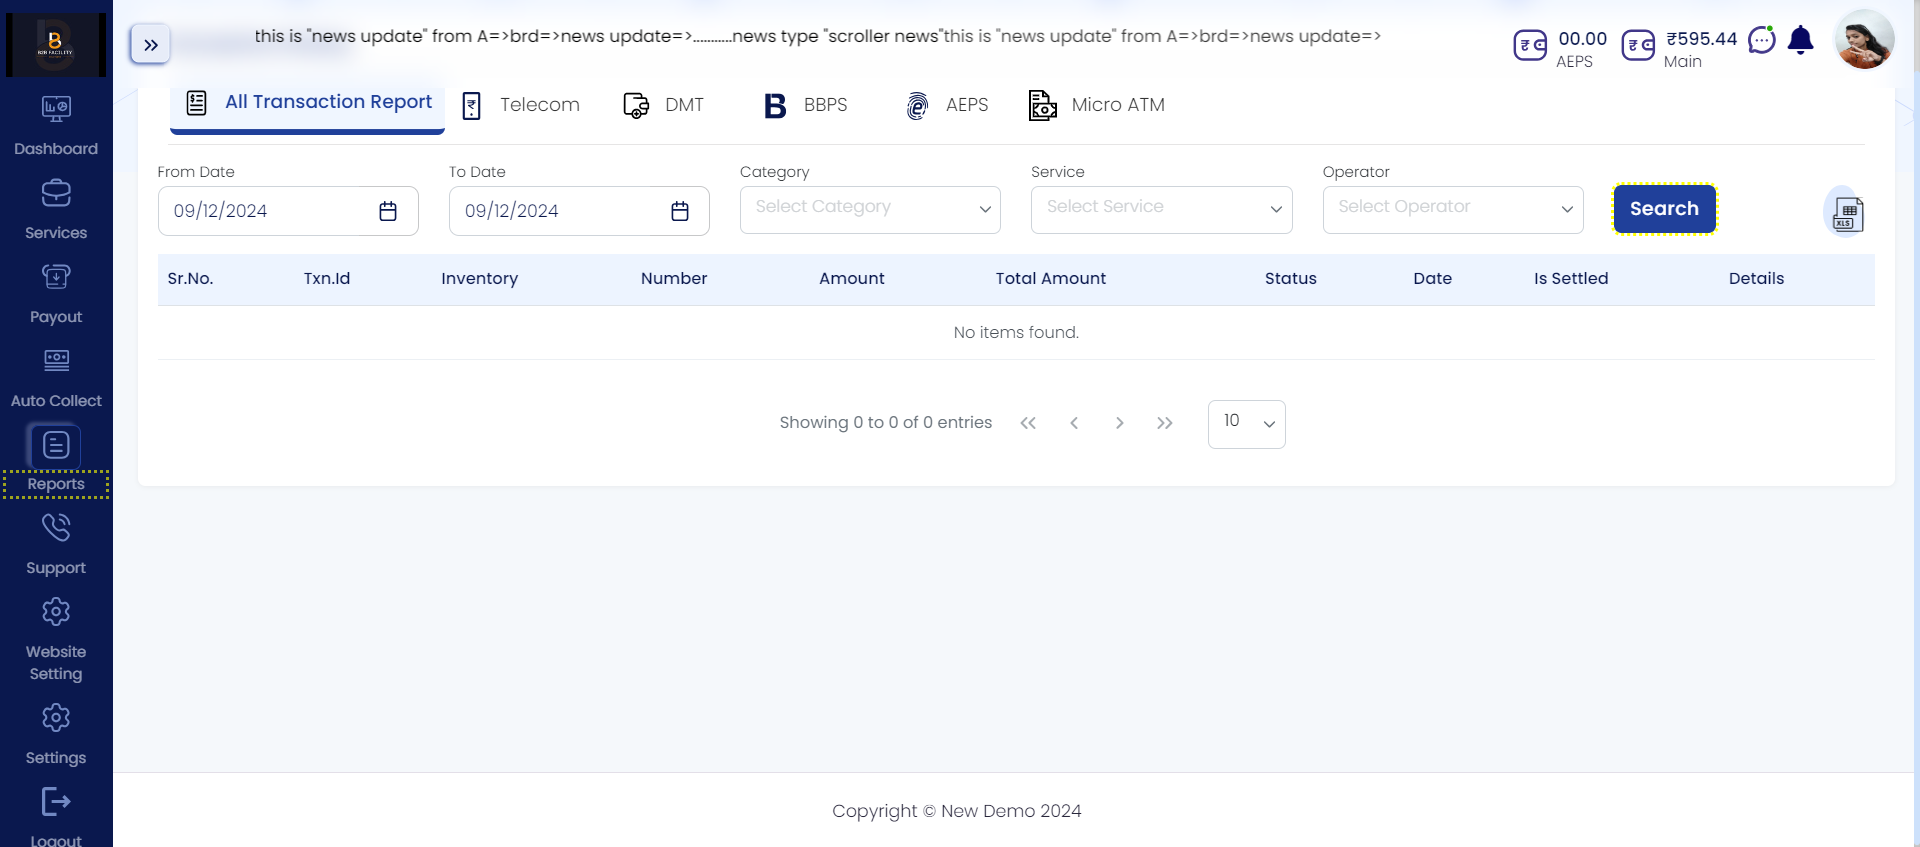 B2B FACILITY
this is "news update" from A=>brd=>news update=>...........news type "scroller news"this is "news update" from A=>brd=>news update=>
00.00
AEPS
₹595.44
Main
All Transaction Report
Telecom
DMT
B BBPS
AEPS
Micro ATM
Dashboard
Services
Payout
Auto Collect
Reports
Support
Website
Setting
Settings
Logout
From Date
To Date
Category
Service
Operator
09/12/2024
09/12/2024
Select Category
Select Service
Select Operator
Search
XLS
Sr.No. Txn.Id Inventory Number Amount Total Amount Status Date Is Settled Details
No items found.
Showing 0 to 0 of 0 entries
10
Copyright © New Demo 2024